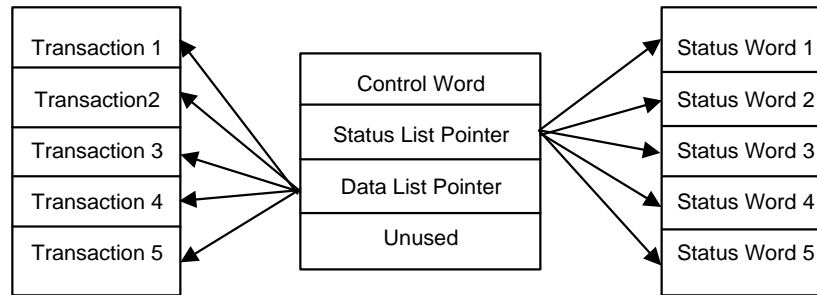 Transaction 1
Transaction2
Transaction 3
Transaction 4
Transaction 5
Control Word
Status List Pointer
Data List Pointer
Unused
Status Word 1
Status Word 2
Status Word 3
Status Word 4
Status Word 5